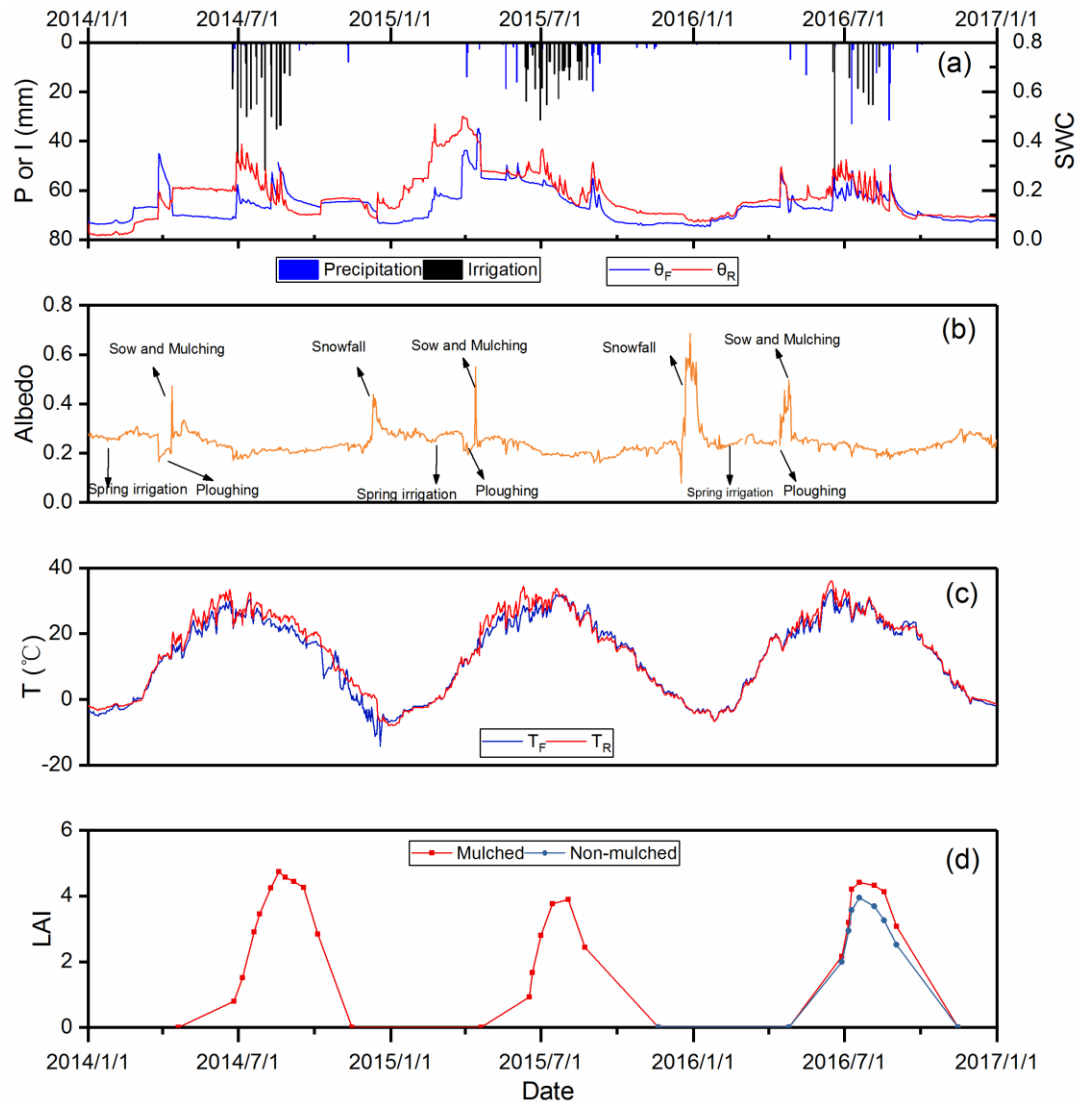 2014/1/1 2014/7/1 2015/1/1 2015/7/1 2016/1/1 2016/7/1 2017/1/1
0 0.8
(a)
20 0.6
P or I (mm)
40 0.4
SWC
60 0.2
80 0.0
Precipitation Irrigation θF θR
0.8
(b)
Sow and Mulching Snowfall Sow and Mulching Snowfall Sow and Mulching
0.6
Albedo
0.4
0.2
Spring irrigation Ploughing Spring irrigation Ploughing Spring irrigation Ploughing
0.0
40
(c)
20
T (℃)
0
TF TR
-20
6
Mulched Non-mulched
(d)
4
LAI
2
0
2014/1/1 2014/7/1 2015/1/1 2015/7/1 2016/1/1 2016/7/1 2017/1/1
Date